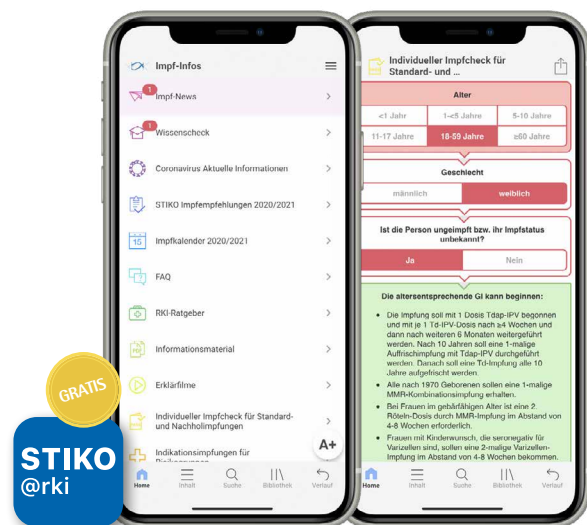 Impf-Infos
1
Impf-News
1
Wissenscheck
Coronavirus Aktuelle Informationen
STIKO Impfempfehlungen 2020/2021
15
Impfkalender 2020/2021
FAQ
RKI-Ratgeber
PDF
Informationsmaterial
Erklärfilme
Individueller Impfcheck für Standard-
und Nachholimpfungen
A+
Indikationsimpfungen für
Home
Inhalt
Suche
Bibliothek
Verlauf
Individueller Impfcheck für
Standard- und ...
Alter
<1 Jahr
1-<5 Jahre
5-10 Jahre
11-17 Jahre
18-59 Jahre
≥60 Jahre
Geschlecht
männlich
weiblich
Ist die Person ungeimpft bzw. ihr Impfstatus
unbekannt?
Ja
Nein
Die altersentsprechende GI kann beginnen:
• Die Impfung soll mit 1 Dosis Tdap-IPV begonnen
und mit je 1 Td-IPV-Dosis nach ≥4 Wochen und
dann nach weiteren 6 Monaten weitergeführt
werden. Nach 10 Jahren soll eine 1-malige
Auffrischimpfung mit Tdap-IPV durchgeführt
werden. Danach soll eine Td-Impfung alle 10
Jahre aufgefrischt werden.
• Alle nach 1970 Geborenen sollen eine 1-malige
MMR-Kombinationsimpfung erhalten.
• Bei Frauen im gebärfähigen Alter ist eine 2.
Röteln-Dosis durch MMR-Impfung im Abstand von
4-8 Wochen erforderlich.
• Frauen mit Kinderwunsch, die seronegativ für
Varizellen sind, sollen eine 2-malige Varizellen-
Impfung im Abstand von 4-8 Wochen bekommen.
Home
Inhalt
Suche
Bibliothek
Verlauf
GRATIS
STIKO
@rki